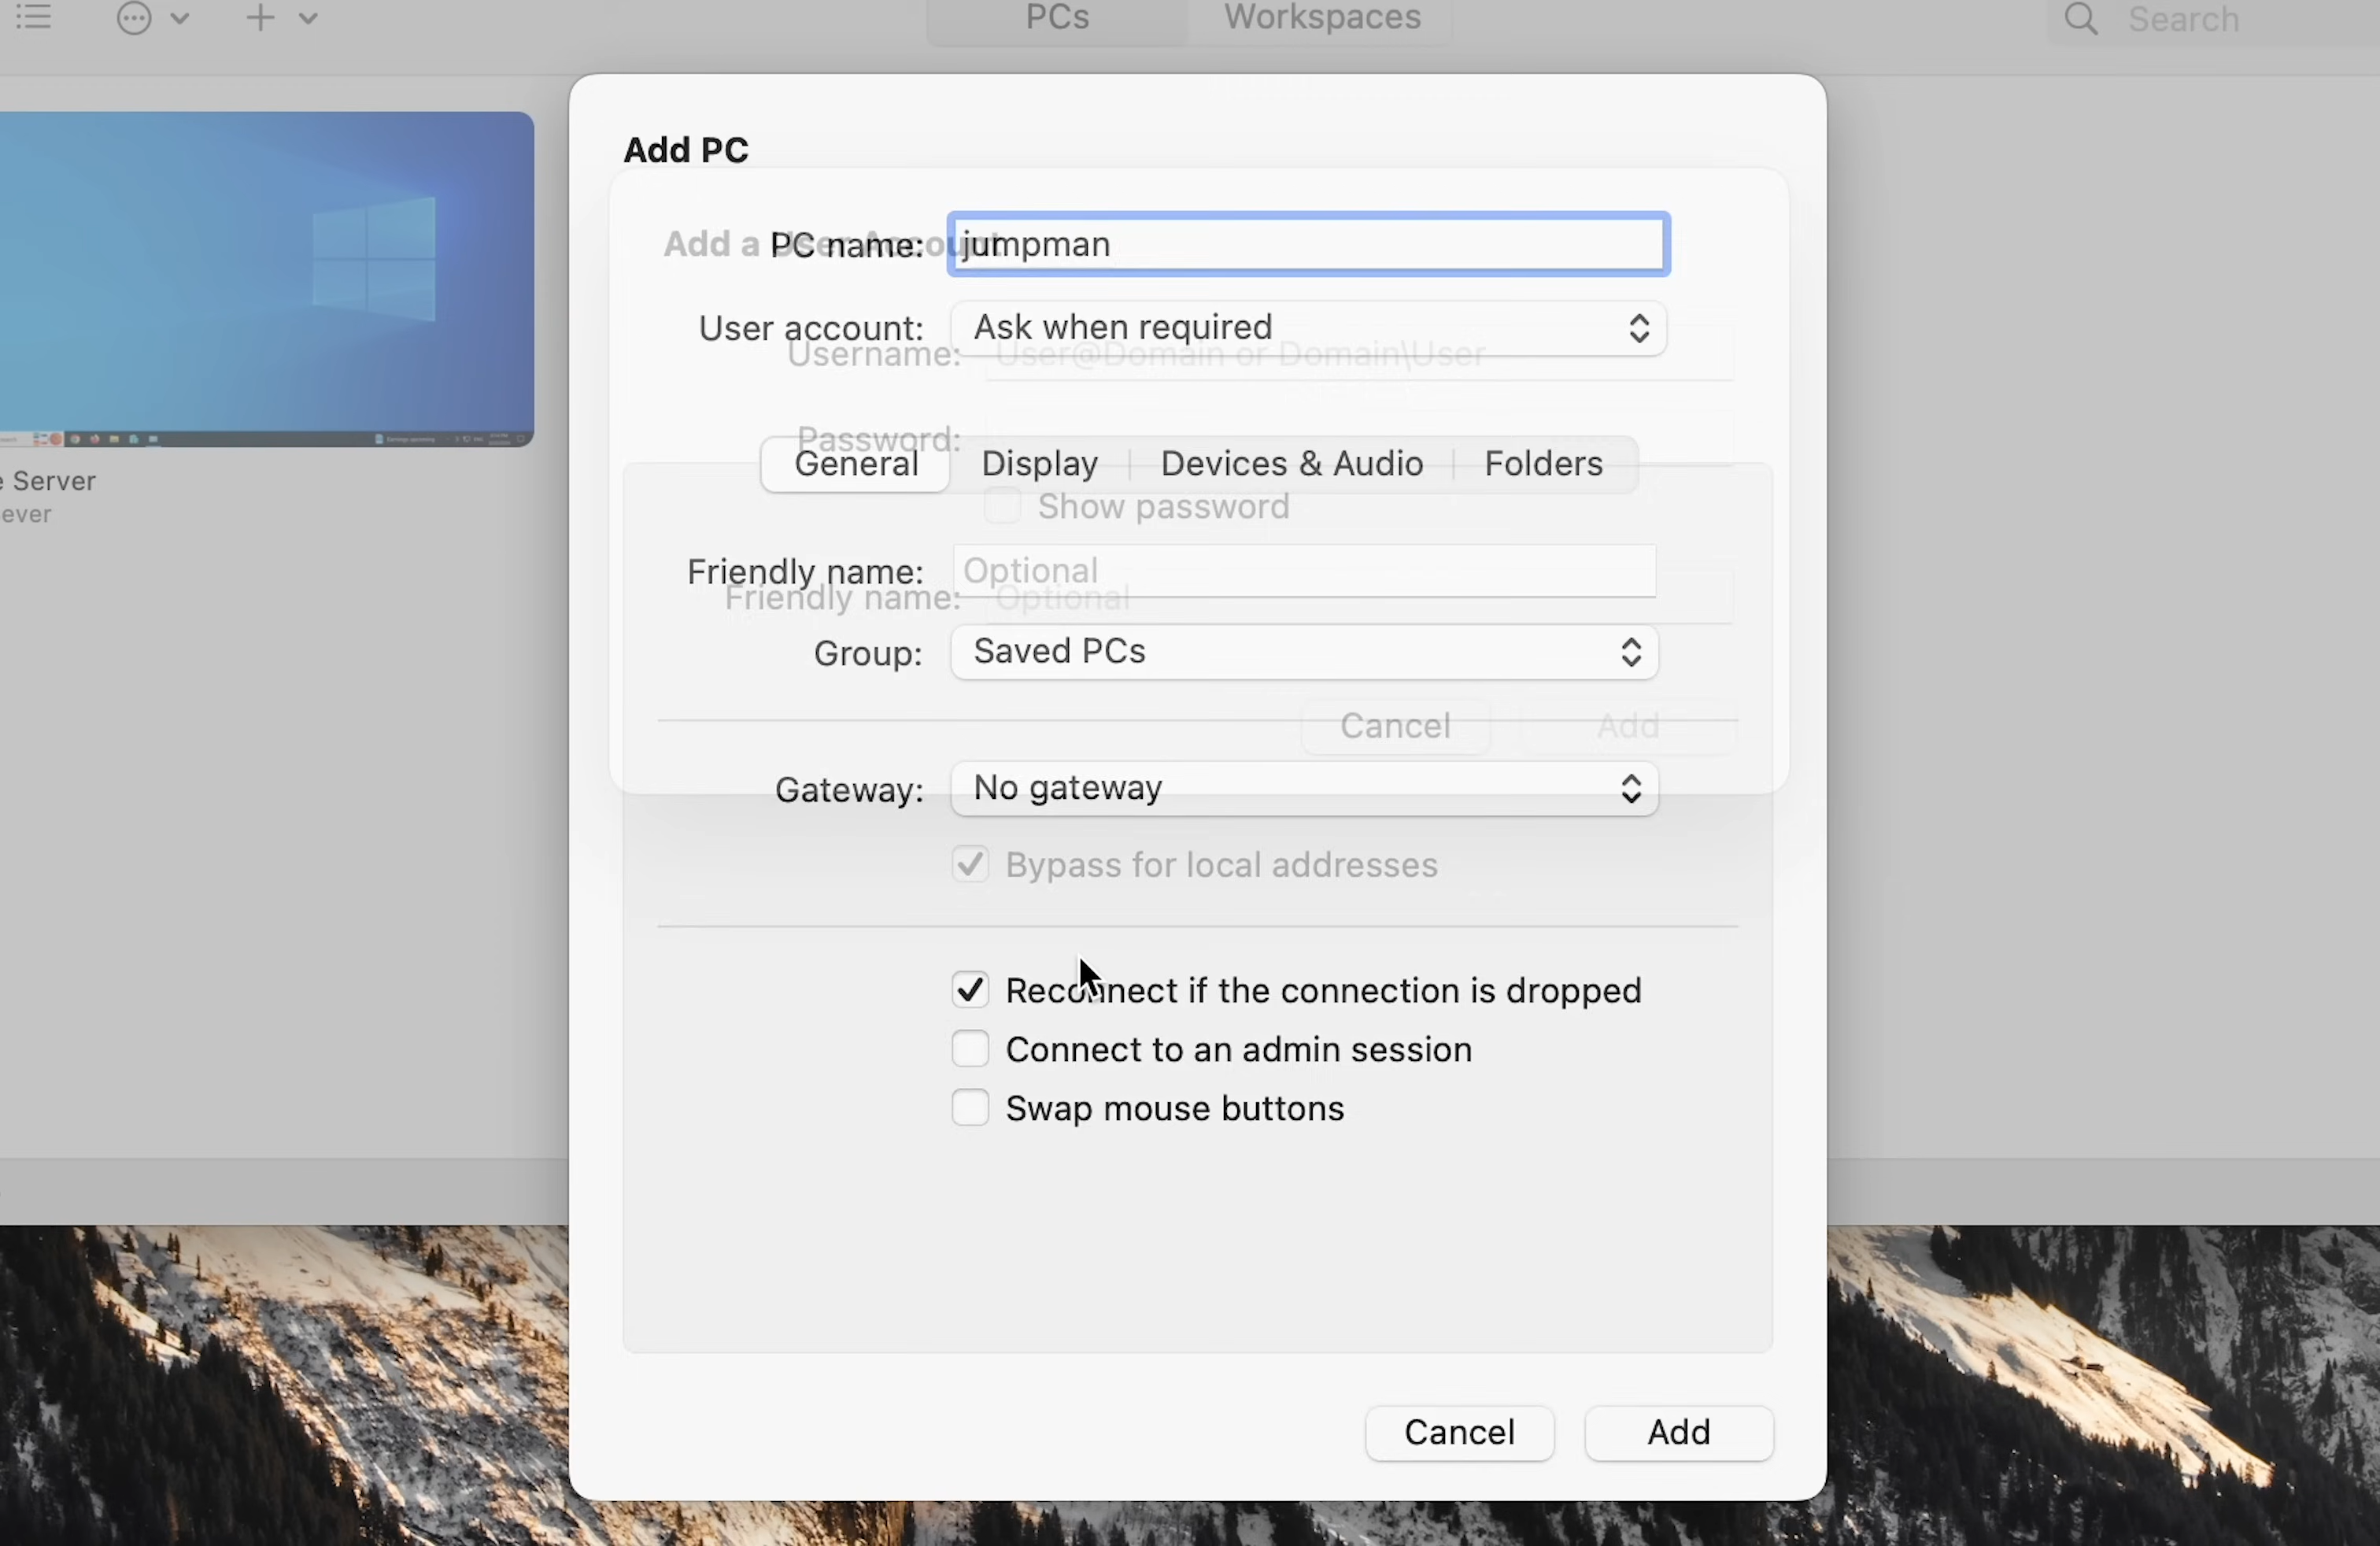 PCs
Workspaces
Search
Add PC
Add a User Account
PC name:
jumpman
User account:
Ask when required
Username:
User@Domain or Domain\User
Password:
General
Display
Devices & Audio
Folders
Server
ever
Show password
Friendly name:
Optional
Friendly name:
Optional
Group:
Saved PCs
Cancel
Add
Gateway:
No gateway
Bypass for local addresses
Reconnect if the connection is dropped
Connect to an admin session
Swap mouse buttons
Cancel
Add